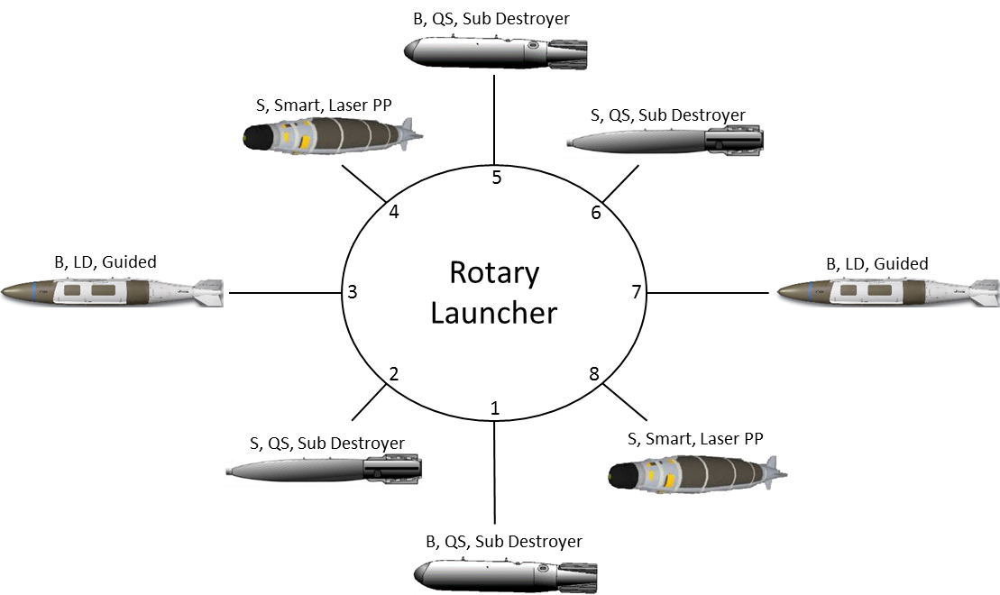 B, QS, Sub Destroyer
S, Smart, Laser PP
S, QS, Sub Destroyer
5
4
6
B, LD, Guided
B, LD, Guided
Rotary
Launcher
3
7
2
8
1
S, QS, Sub Destroyer
S, Smart, Laser PP
B, QS, Sub Destroyer